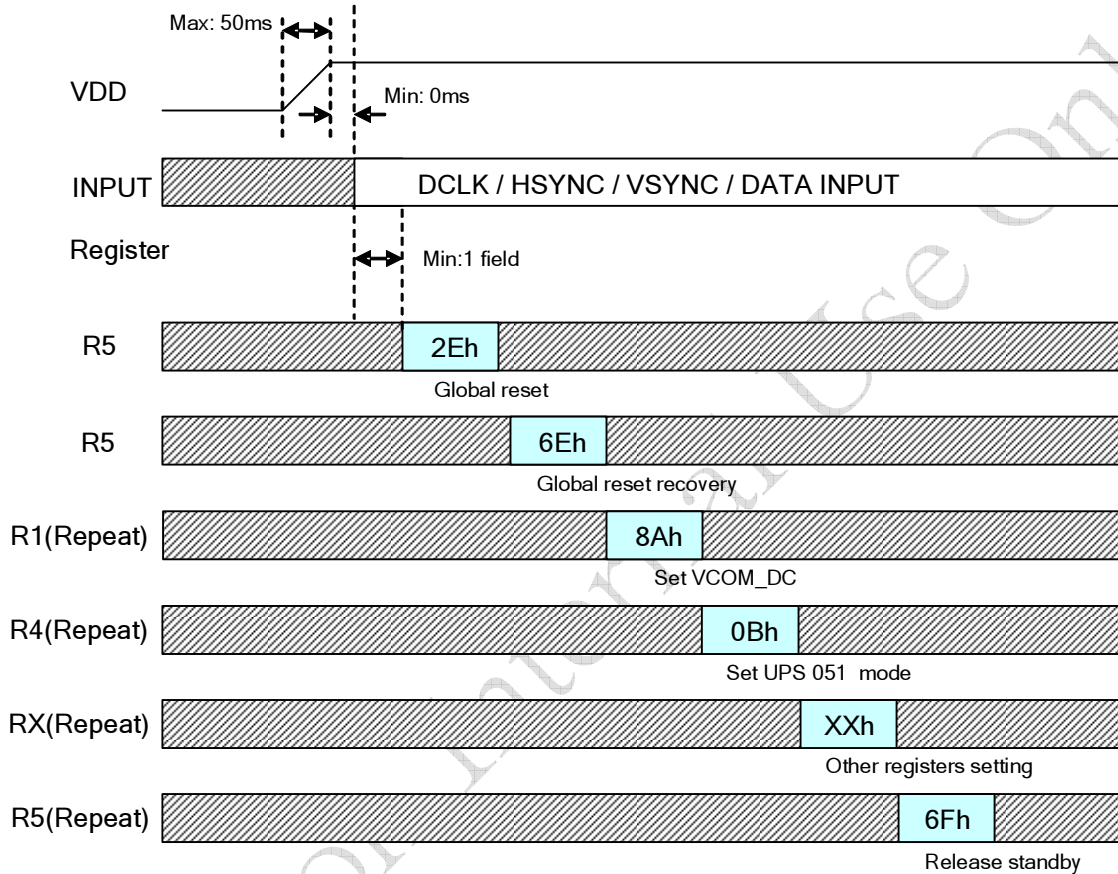 Max: 50ms
VDD
Min: 0ms
INPUT
DCLK / HSYNC / VSYNC / DATA INPUT
Register
Min:1 field
R5
2Eh
Global reset
R5
6Eh
Global reset recovery
R1(Repeat)
8Ah
Set VCOM_DC
R4(Repeat)
0Bh
Set UPS 051 mode
RX(Repeat)
XXh
Other registers setting
R5(Repeat)
6Fh
Release standby
Internal Use